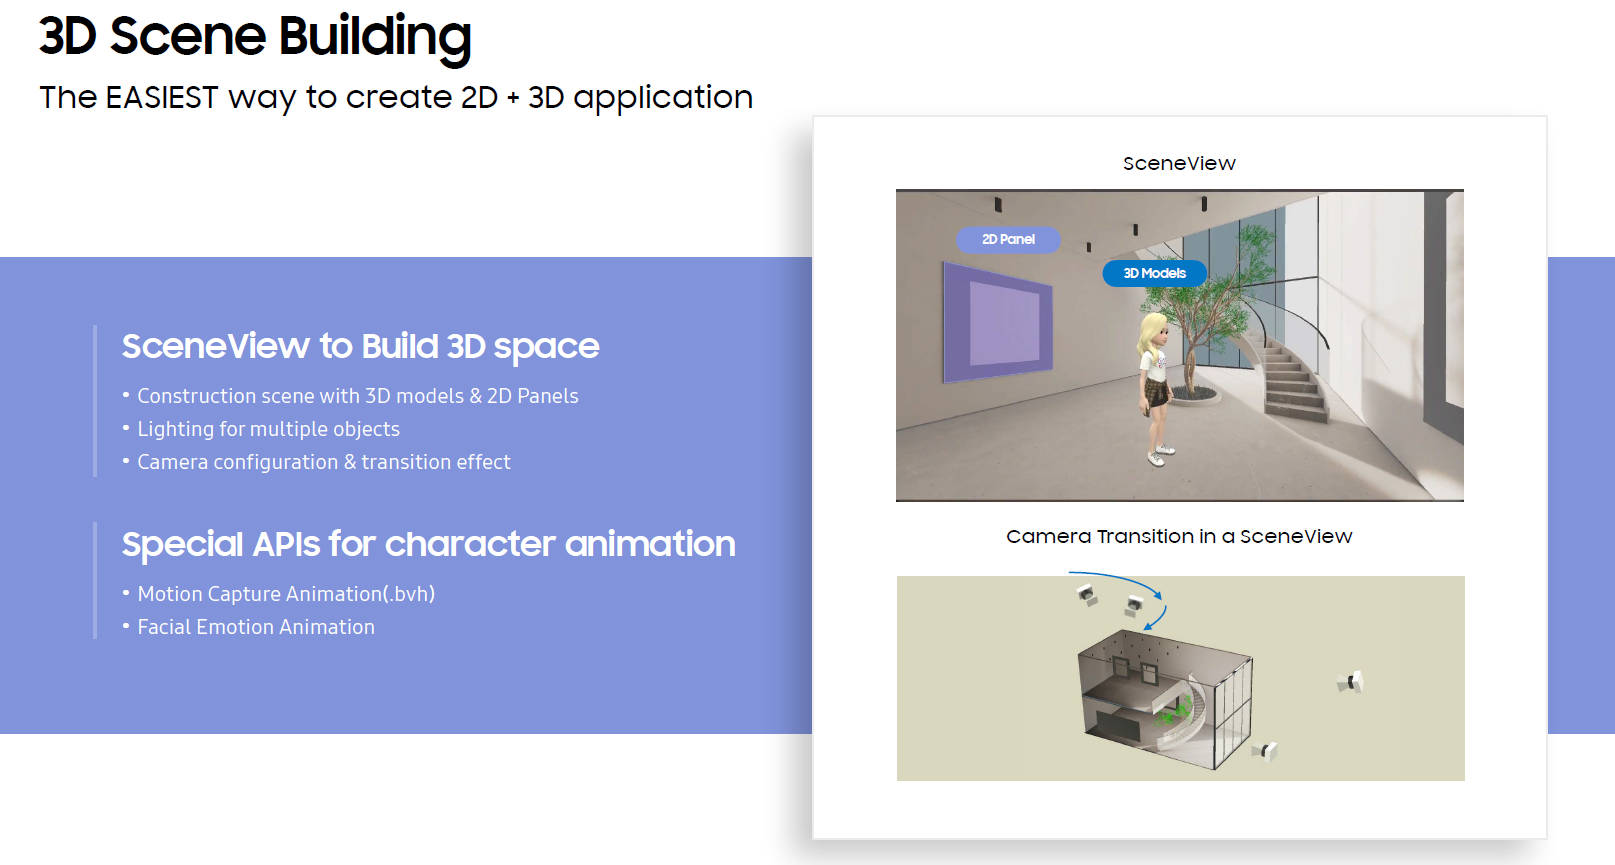 3D Scene Building
The EASIEST way to create 2D + 3D application
SceneView to Build 3D space
• Construction scene with 3D models & 2D Panels
• Lighting for multiple objects
• Camera configuration & transition effect
Special APIs for character animation
• Motion Capture Animation(.bvh)
• Facial Emotion Animation
SceneView
2D Panel
3D Models
Camera Transition in a SceneView